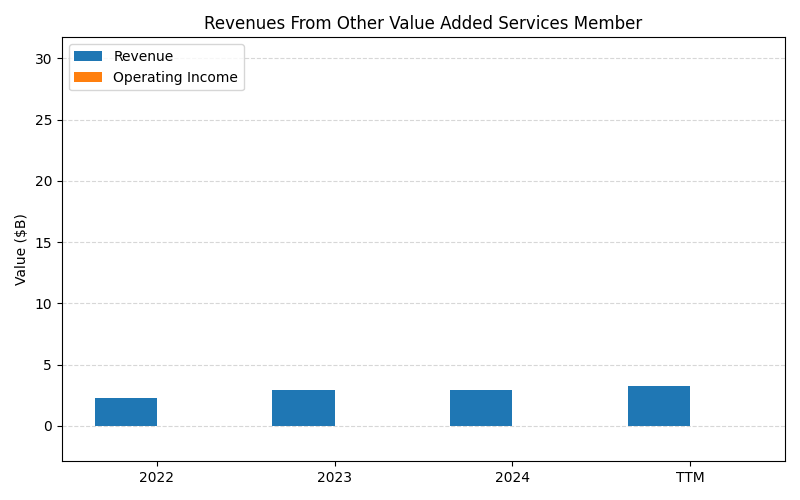 Revenues From Other Value Added Services Member
Revenue
Operating Income
Value ($B)
30
25
20
15
10
5
0
2022 2023 2024 TTM